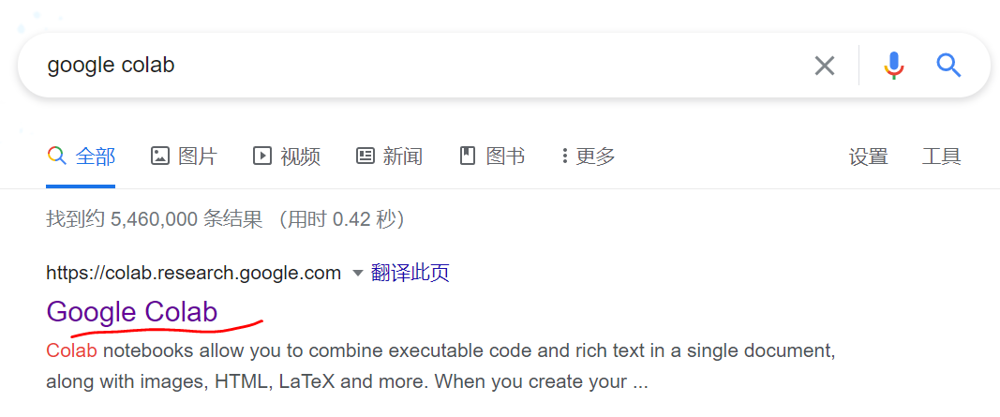 google colab
全部 图片 视频 新闻 图书 更多 设置 工具
找到约 5,460,000 条结果 （用时 0.42 秒）
https://colab.research.google.com 翻译此页
Google Colab
Colab notebooks allow you to combine executable code and rich text in a single document,
along with images, HTML, LaTeX and more. When you create your ...